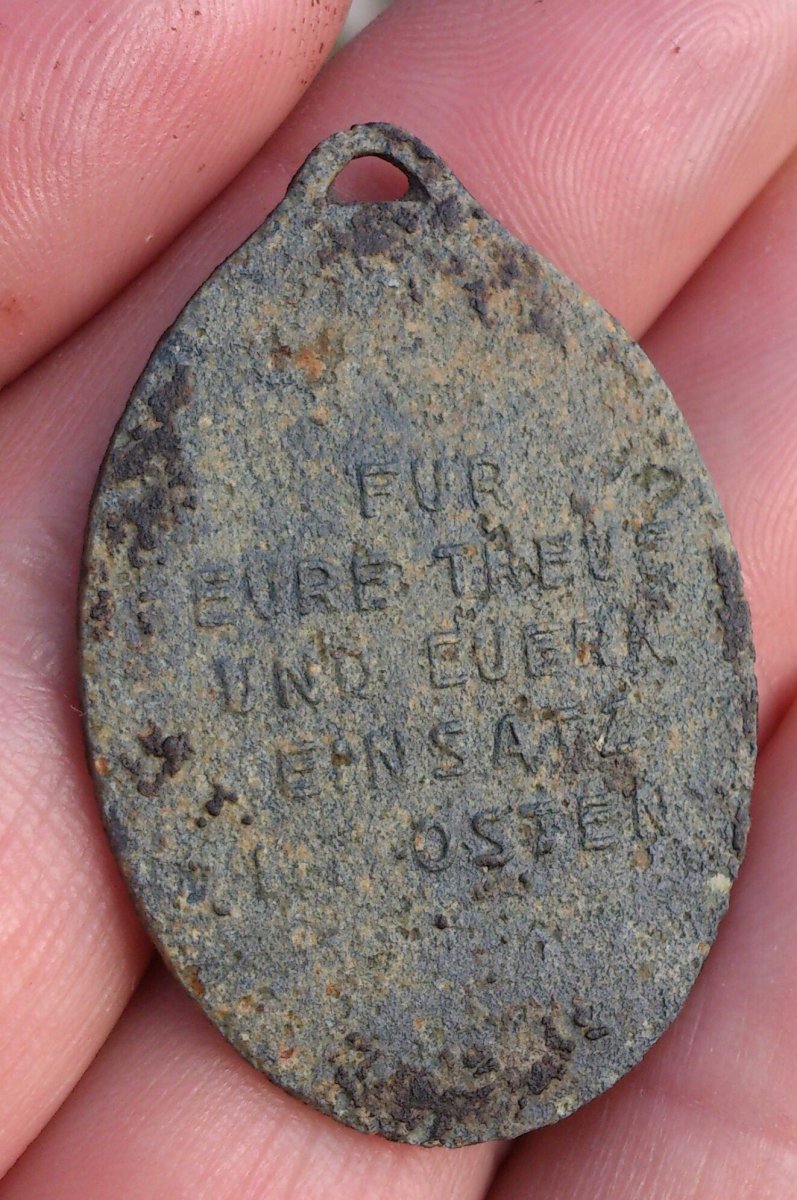 FUR
EURE TREUE
UND EUERN
EINSATZ
OSTEN